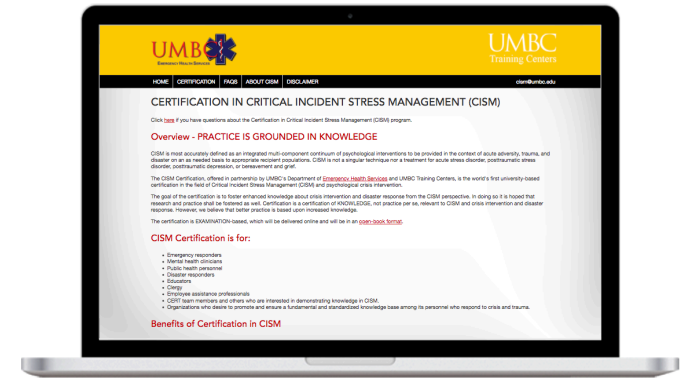 UMBC
EMERGENCY HEALTH SERVICES
UMBC
Training Centers
HOME CERTIFICATION FAQS ABOUT CISM DISCLAIMER cism@umbc.edu
CERTIFICATION IN CRITICAL INCIDENT STRESS MANAGEMENT (CISM)
Click here if you have questions about the Certification in Critical Incident Stress Management (CISM) program.
Overview - PRACTICE IS GROUNDED IN KNOWLEDGE
CISM is most accurately defined as an integrated multi-component continuum of psychological interventions to be provided in the context of acute adversity, trauma, and
disaster on an as needed basis to appropriate recipient populations. CISM is not a singular technique nor a treatment for acute stress disorder, posttraumatic stress
disorder, posttraumatic depression, or bereavement and grief.
The CISM Certification, offered in partnership by UMBC's Department of Emergency Health Services and UMBC Training Centers, is the world's first university-based
certification in the field of Critical Incident Stress Management (CISM) and psychological crisis intervention.
The goal of the certification is to foster enhanced knowledge about crisis intervention and disaster response from the CISM perspective. In doing so it is hoped that
research and practice shall be fostered as well. Certification is a certification of KNOWLEDGE, not practice per se, relevant to CISM and crisis intervention and disaster
response. However, we believe that better practice is based upon increased knowledge.
The certification is EXAMINATION-based, which will be delivered online and will be in an open-book format.
CISM Certification is for:
• Emergency responders
• Mental health clinicians
• Public health personnel
• Disaster responders
• Educators
• Clergy
• Employee assistance professionals
• CERT team members and others who are interested in demonstrating knowledge in CISM.
• Organizations who desire to promote and ensure a fundamental and standardized knowledge base among its personnel who respond to crisis and trauma.
Benefits of Certification in CISM